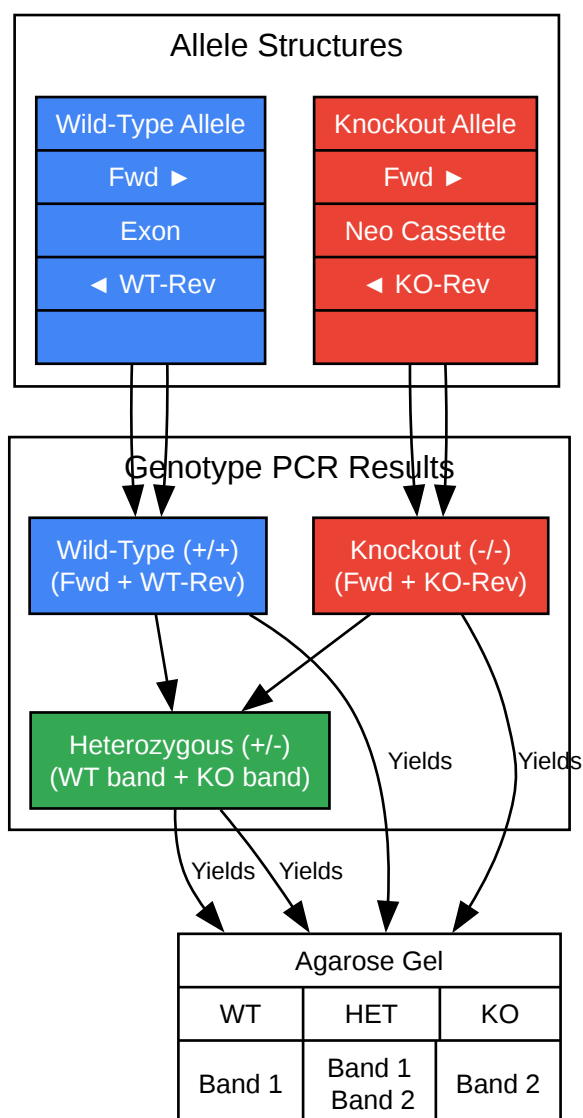 Allele Structures
Wild-Type Allele
Fwd ►
Exon
◄ WT-Rev
Knockout Allele
Fwd ►
Neo Cassette
◄ KO-Rev
Genotype PCR Results
Wild-Type (+/+)
(Fwd + WT-Rev)
Knockout (-/-)
(Fwd + KO-Rev)
Heterozygous (+/-)
(WT band + KO band)
Yields
Yields
Yields
Yields
Agarose Gel
WT
HET
KO
Band 1
Band 1
Band 2
Band 2